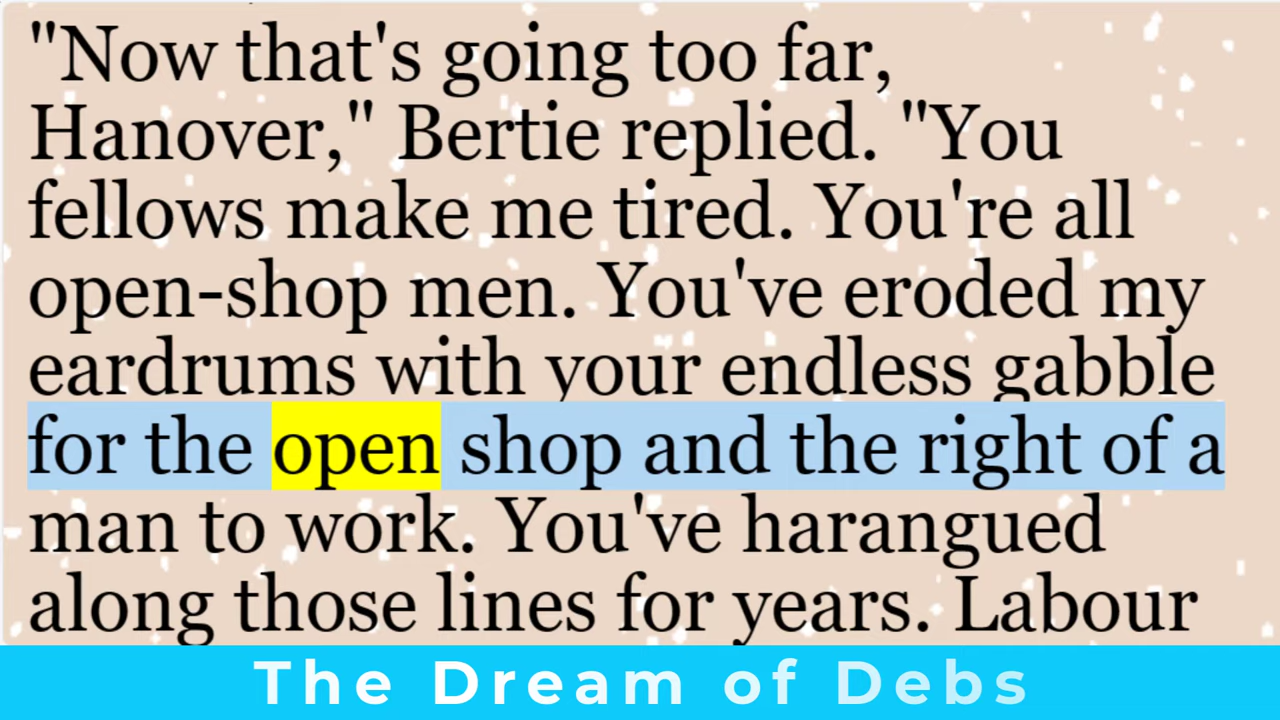 "Now that's going too far,
Hanover," Bertie replied. "You
fellows make me tired. You're all
open-shop men. You've eroded my
eardrums with your endless gabble
for the open shop and the right of a
man to work. You've harangued
along those lines for years. Labour
The Dream of Debs